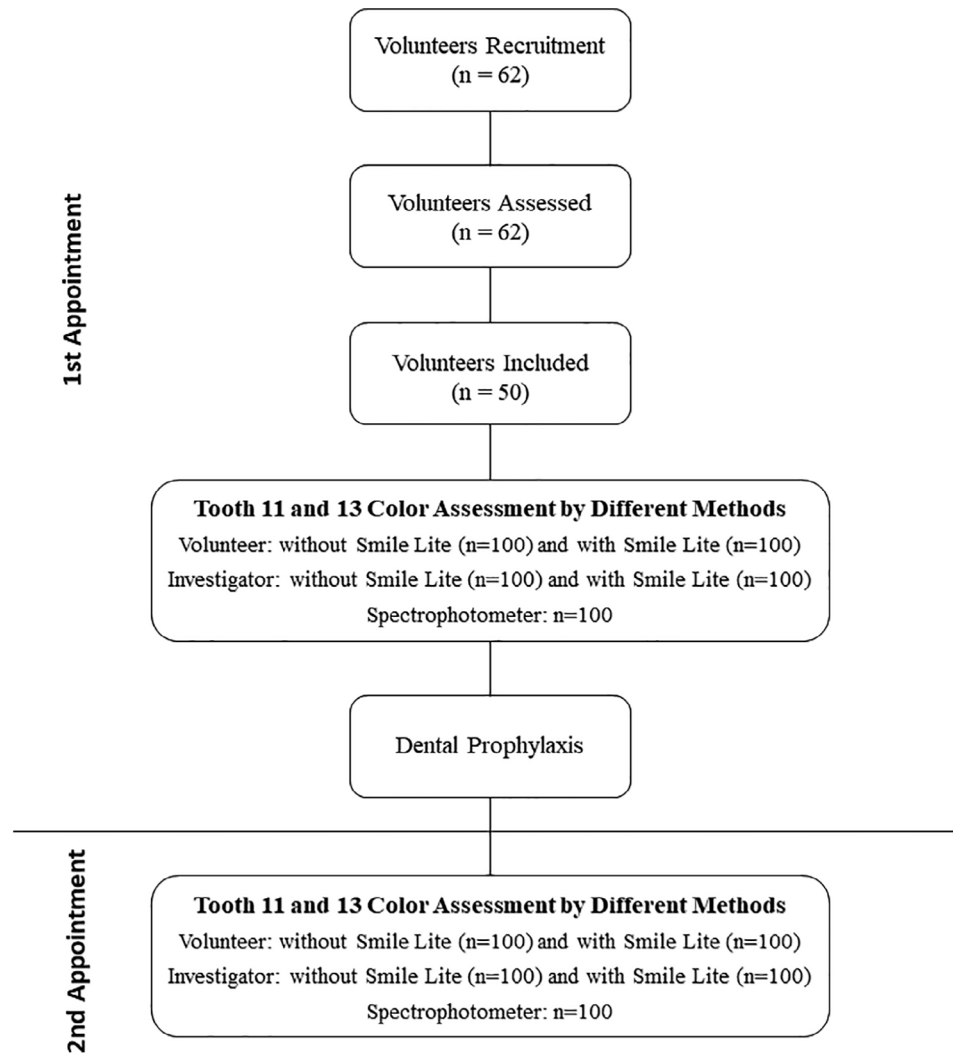 1st Appointment
Volunteers Recruitment
(n = 62)
Volunteers Assessed
(n = 62)
Volunteers Included
(n = 50)
Tooth 11 and 13 Color Assessment by Different Methods
Volunteer: without Smile Lite (n=100) and with Smile Lite (n=100)
Investigator: without Smile Lite (n=100) and with Smile Lite (n=100)
Spectrophotometer: n=100
Dental Prophylaxis
2nd Appointment
Tooth 11 and 13 Color Assessment by Different Methods
Volunteer: without Smile Lite (n=100) and with Smile Lite (n=100)
Investigator: without Smile Lite (n=100) and with Smile Lite (n=100)
Spectrophotometer: n=100